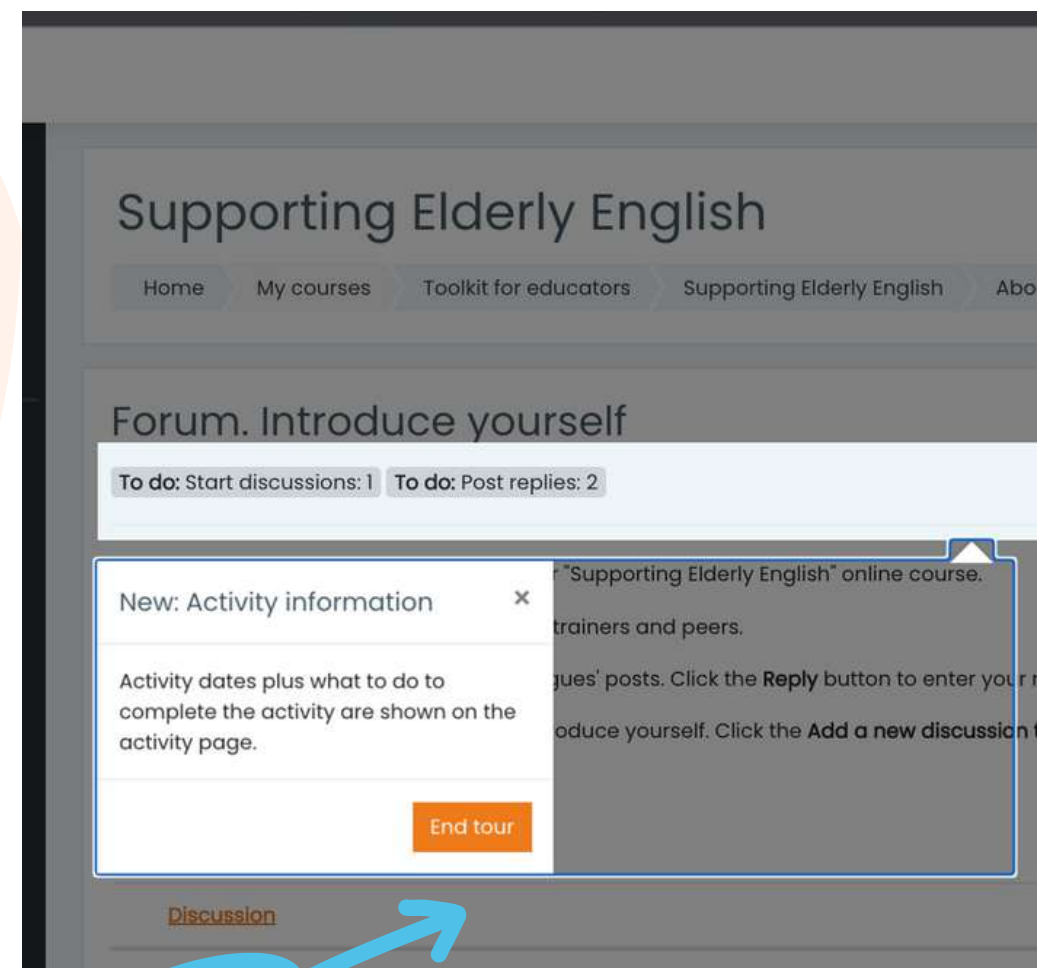 Supporting Elderly English
Home My courses Toolkit for educators Supporting Elderly English Abo
Forum. Introduce yourself
To do: Start discussions: 1 To do: Post replies: 2
"Supporting Elderly English" online course.
trainers and peers.
gues' posts. Click the Reply button to enter your
oduce yourself. Click the Add a new discussion
New: Activity information ×
Activity dates plus what to do to
complete the activity are shown on the
activity page.
End tour
Discussion